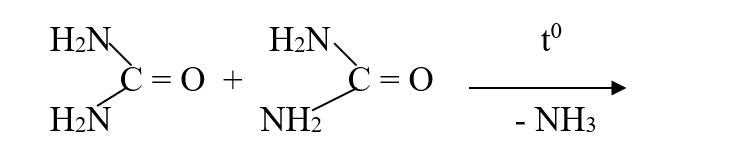 H₂N H₂N t⁰
C = O + C = O
H₂N NH₂ - NH₃